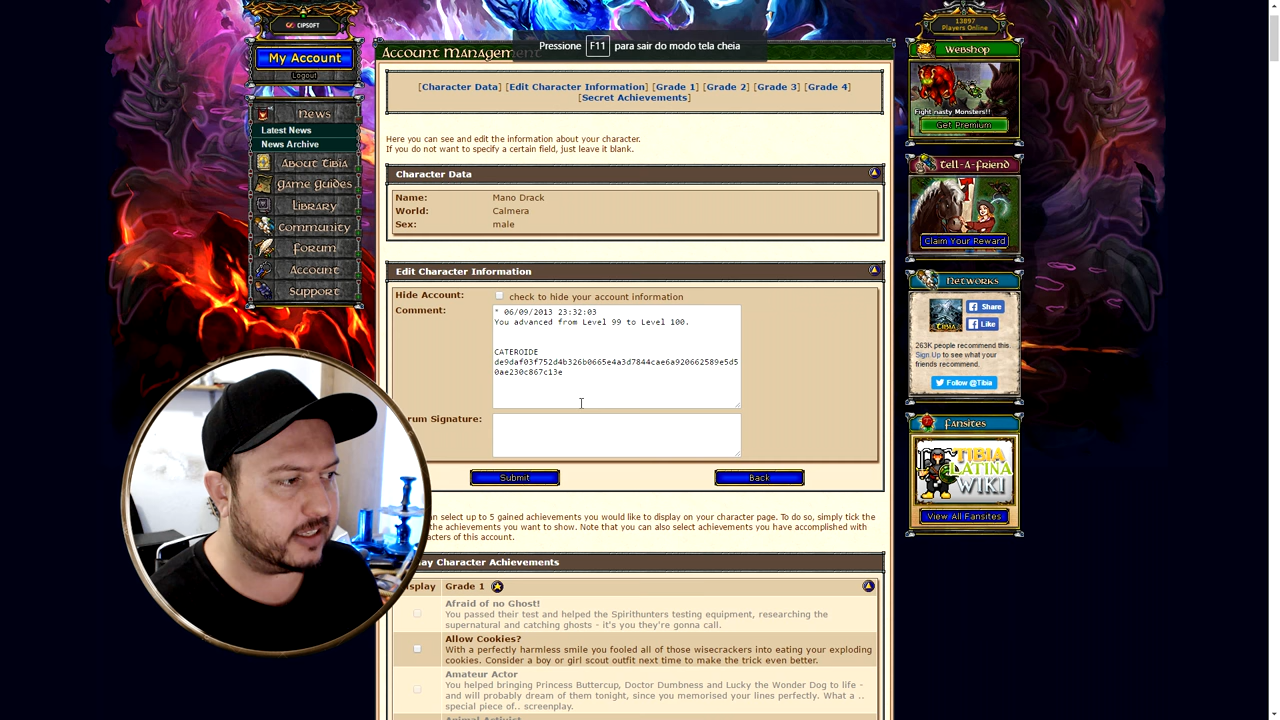 CIPSOFT
My Account
Logout
News
Latest News
News Archive
About Tibia
Game Guides
Library
Community
Forum
Account
Support
Account Management
Pressione F11 para sair do modo tela cheia
[Character Data] [Edit Character Information] [Grade 1] [Grade 2] [Grade 3] [Grade 4]
[Secret Achievements]
Here you can see and edit the information about your character.
If you do not want to specify a certain field, just leave it blank.
Character Data
Name: Mano Drack
World: Calmera
Sex: male
Edit Character Information
Hide Account: check to hide your account information
Comment:
* 06/09/2013 23:32:03
You advanced from Level 99 to Level 100.
CATEROIDE
de9daf03f752d4b326b0665e4a3d7844cae6a920662589e5d5
0ae230c867c13e
rum Signature:
Submit Back
n select up to 5 gained achievements you would like to display on your character page. To do so, simply tick the
the achievements you want to show. Note that you can also select achievements you have accomplished with
acters of this account.
ay Character Achievements
splay Grade 1
Afraid of no Ghost!
You passed their test and helped the Spirithunters testing equipment, researching the
supernatural and catching ghosts - it's you they're gonna call.
Allow Cookies?
With a perfectly harmless smile you fooled all of those wisecrackers into eating your exploding
cookies. Consider a boy or girl scout outfit next time to make the trick even better.
Amateur Actor
You helped bringing Princess Buttercup, Doctor Dumbness and Lucky the Wonder Dog to life -
and will probably dream of them tonight, since you memorised your lines perfectly. What a ..
special piece of.. screenplay.
Animal Activist
13897
Players Online
Webshop
Fight nasty Monsters!!
Get Premium
Tell-A-Friend
Claim Your Reward
Networks
Share
Like
263K people recommend this.
Sign Up to see what your
friends recommend.
Follow @Tibia
Fansites
TIBIA
LATINA
WIKI
View All Fansites